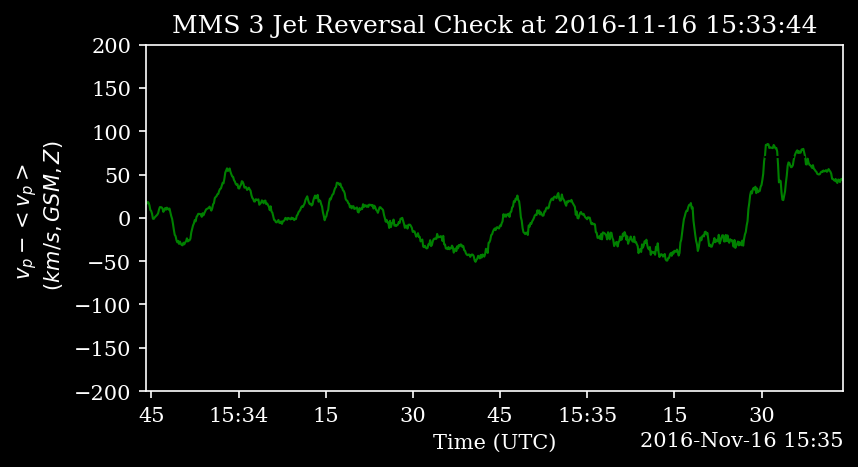 MMS 3 Jet Reversal Check at 2016-11-16 15:33:44
200
150
100
50
0
−50
−100
−150
−200
v_p − < v_p >
(km/s, GSM, Z)
45 15:34 15 30 45 15:35 15 30
Time (UTC)
2016-Nov-16 15:35